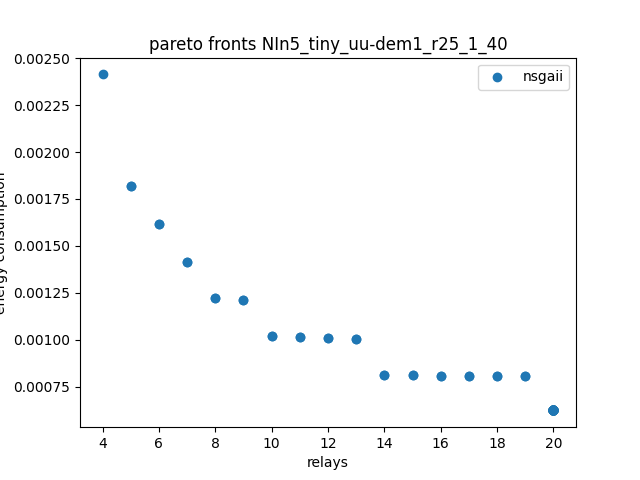 pareto fronts NIn5_tiny_uu-dem1_r25_1_40
nsgaii
0.00250
0.00225
0.00200
0.00175
0.00150
0.00125
0.00100
0.00075
energy consumption
4 6 8 10 12 14 16 18 20
relays